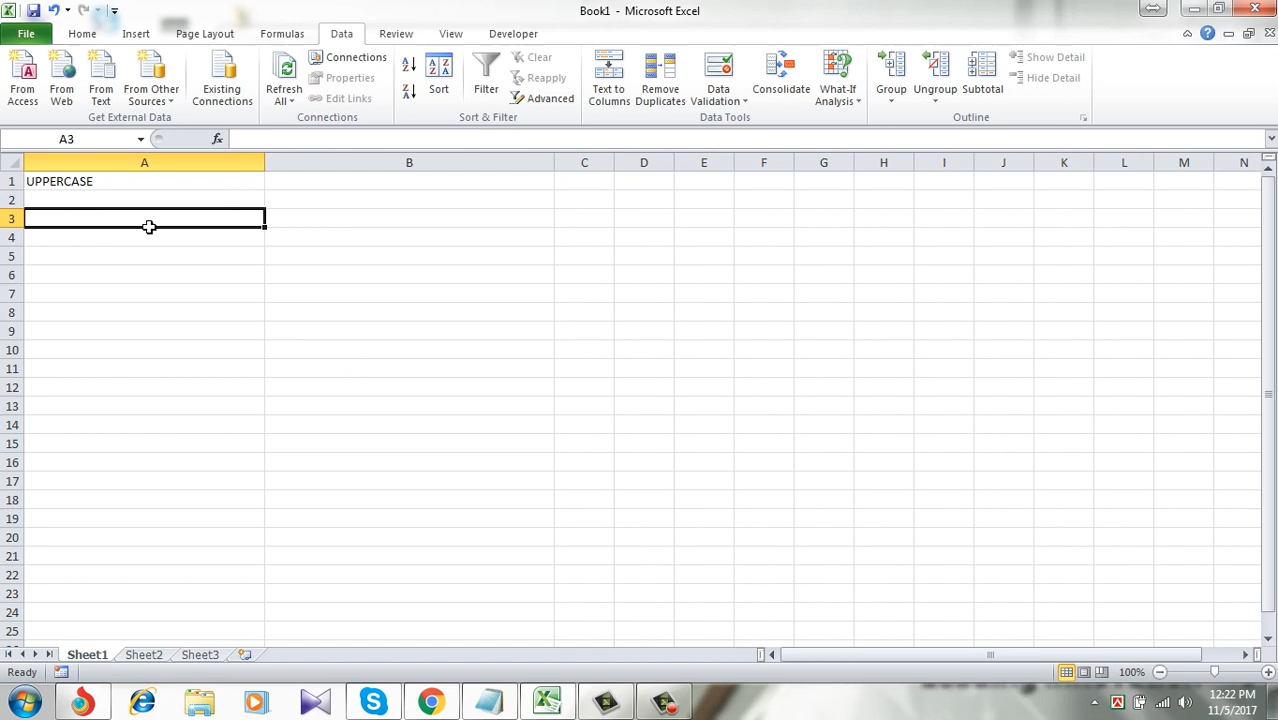 Book1 - Microsoft Excel
File Home Insert Page Layout Formulas Data Review View Developer
From Access
From Web
From Text
From Other Sources
Existing Connections
Get External Data
Refresh All
Connections
Properties
Edit Links
Connections
Sort
Filter
Clear
Reapply
Advanced
Sort & Filter
Text to Columns
Remove Duplicates
Data Validation
Consolidate
What-If Analysis
Data Tools
Group
Ungroup
Subtotal
Show Detail
Hide Detail
Outline
A3 fx
A B C D E F G H I J K L M N
1 UPPERCASE
2
3
4
5
6
7
8
9
10
11
12
13
14
15
16
17
18
19
20
21
22
23
24
25
Sheet1 Sheet2 Sheet3
Ready 100%
12:22 PM
11/5/2017